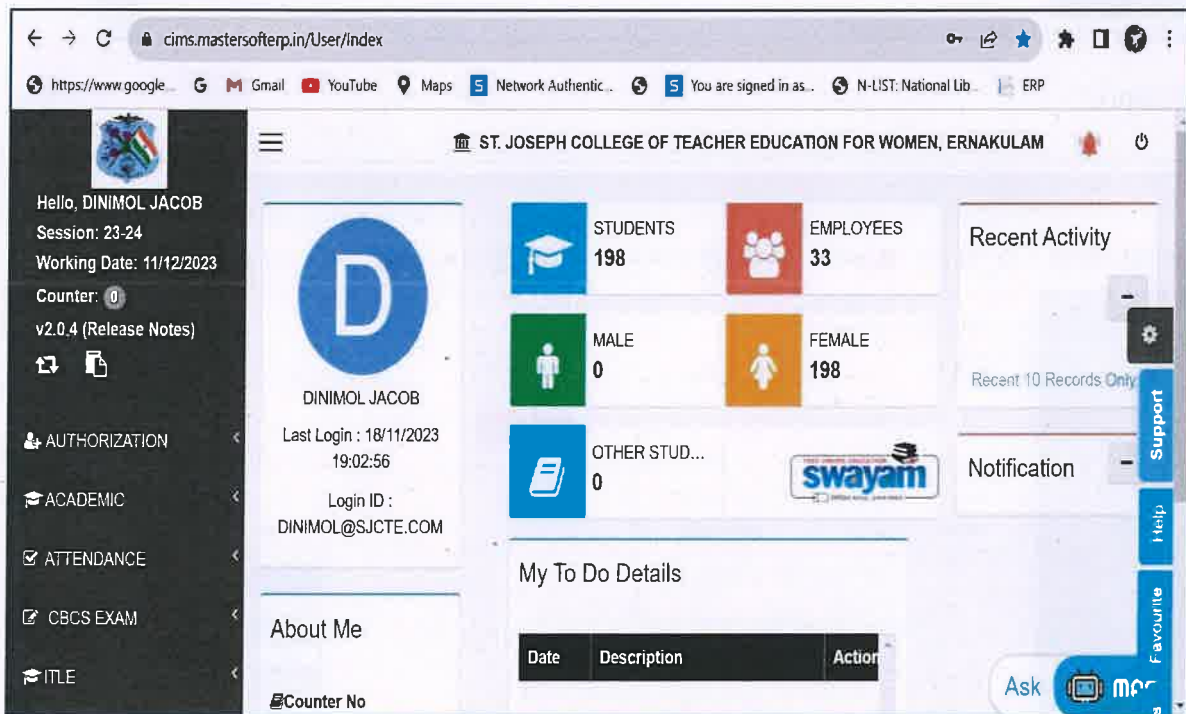 cims.mastersofterp.in/User/Index
https://www.google... G Gmail YouTube Maps Network Authentic... You are signed in as... N-LIST: National Lib... ERP
ST. JOSEPH COLLEGE OF TEACHER EDUCATION FOR WOMEN, ERNAKULAM
Hello, DINIMOL JACOB
Session: 23-24
Working Date: 11/12/2023
Counter: 0
v2.0.4 (Release Notes)
AUTHORIZATION
ACADEMIC
ATTENDANCE
CBCS EXAM
ITLE
D
DINIMOL JACOB
Last Login : 18/11/2023
19:02:56
Login ID :
DINIMOL@SJCTE.COM
About Me
Counter No
STUDENTS
198
EMPLOYEES
33
MALE
0
FEMALE
198
OTHER STUD...
0
swayam
My To Do Details
Date Description Action
Recent Activity
Recent 10 Records Only
Notification
Support
Help
Favourite
Ask